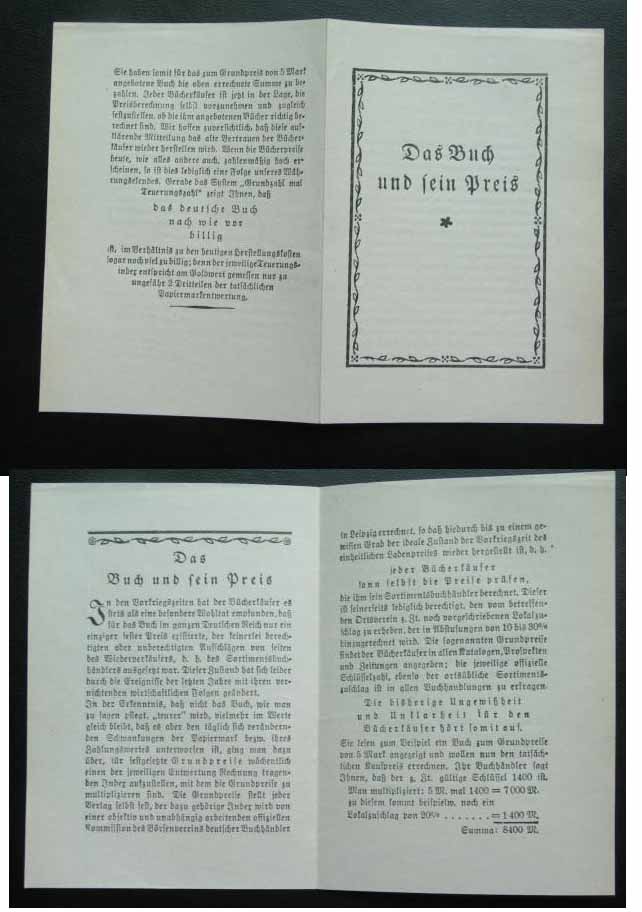 Sie haben somit für das zum Grundpreis von 5 Mark
angebotene Buch die oben errechnete Summe zu be-
zahlen. Jeder Bücherkäufer ist jetzt in der Lage, die
Preisberechnung selbst vorzunehmen und zugleich
festzustellen, ob die ihm angebotenen Bücher richtig be-
rechnet sind. Wir hoffen zuversichtlich, daß diese auf-
klärende Mitteilung das alte Vertrauen der Bücher-
käufer wieder herstellen wird. Wenn die Bücherpreise
heute, wie alles andere auch, zahlenmäßig hoch er-
scheinen, so ist dies lediglich eine Folge unseres Wäh-
rungselendes. Gerade das System „Grundzahl mal
Teuerungszahl“ zeigt Ihnen, daß
das deutsche Buch
nach wie vor
billig
ist, im Verhältnis zu den heutigen Herstellungskosten
sogar noch viel zu billig; denn der jeweilige Teuerungs-
index entspricht am Goldwert gemessen nur zu
ungefähr 2 Dritteilen der tatsächlichen
Papiermarkentwertung.
Das Buch
und sein Preis
Das
Buch und sein Preis
In den Vorkriegszeiten hat der Bücherkäufer es
stets als eine besondere Wohltat empfunden, daß
für das Buch im ganzen Deutschen Reich nur ein
einziger fester Preis existierte, der keinerlei berech-
tigten oder unberechtigten Aufschlägen von seiten
des Wiederverkäufers, d. h. des Sortimentsbuch-
händlers ausgesetzt war. Dieser Zustand hat sich leider
durch die Ereignisse der letzten Jahre mit ihren ver-
nichtenden wirtschaftlichen Folgen geändert.
In der Erkenntnis, daß nicht das Buch, wie man
zu sagen pflegt, „teurer“ wird, vielmehr im Werte
gleich bleibt, daß es aber den täglich sich verändern-
den Schwankungen der Papiermark bezw. ihres
Zahlungswertes unterworfen ist, ging man dazu
über, für festgelegte Grundpreise wöchentlich
einen der jeweiligen Entwertung Rechnung tragen-
den Index aufzustellen, mit dem die Grundpreise zu
multiplizieren sind. Die Grundpreise stellt jeder
Verlag selbst fest, der dazu gehörige Index wird von
einer objektiv und unabhängig arbeitenden offiziellen
Kommission des Börsenvereins deutscher Buchhändler
in Leipzig errechnet, so daß hiedurch bis zu einem ge-
wissen Grad der ideale Zustand der Vorkriegszeit des
einheitlichen Ladenpreises wieder hergestellt ist, d. h.
jeder Bücherkäufer
kann selbst die Preise prüfen,
die ihm sein Sortimentsbuchhändler berechnet. Dieser
ist seinerseits lediglich berechtigt, den vom betreffen-
den Ortsverein z. Zt. noch vorgeschriebenen Lokalzu-
schlag zu erheben, der in Abstufungen von 10 bis 30%
hinzugerechnet wird. Die sogenannten Grundpreise
findet der Bücherkäufer in allen Katalogen, Prospekten
und Zeitungen angegeben; die jeweilige offizielle
Schlüsselzahl, ebenso der ortsübliche Sortiments-
zuschlag ist in allen Buchhandlungen zu erfragen.
Die bisherige Ungewißheit
und Unklarheit für den
Bücherkäufer hört somit auf.
Sie lesen zum Beispiel ein Buch zum Grundpreise
von 5 Mark angezeigt und wollen nun den tatsäch-
lichen Kaufpreis errechnen. Ihr Buchhändler sagt
Ihnen, daß der z. Zt. gültige Schlüssel 1400 ist.
Man multipliziert: 5 M. mal 1400 = 7000 M.
zu diesem kommt beispielsw. noch ein
Lokalzuschlag von 20% . . . . . . . = 1400 M.
Summa: 8400 M.